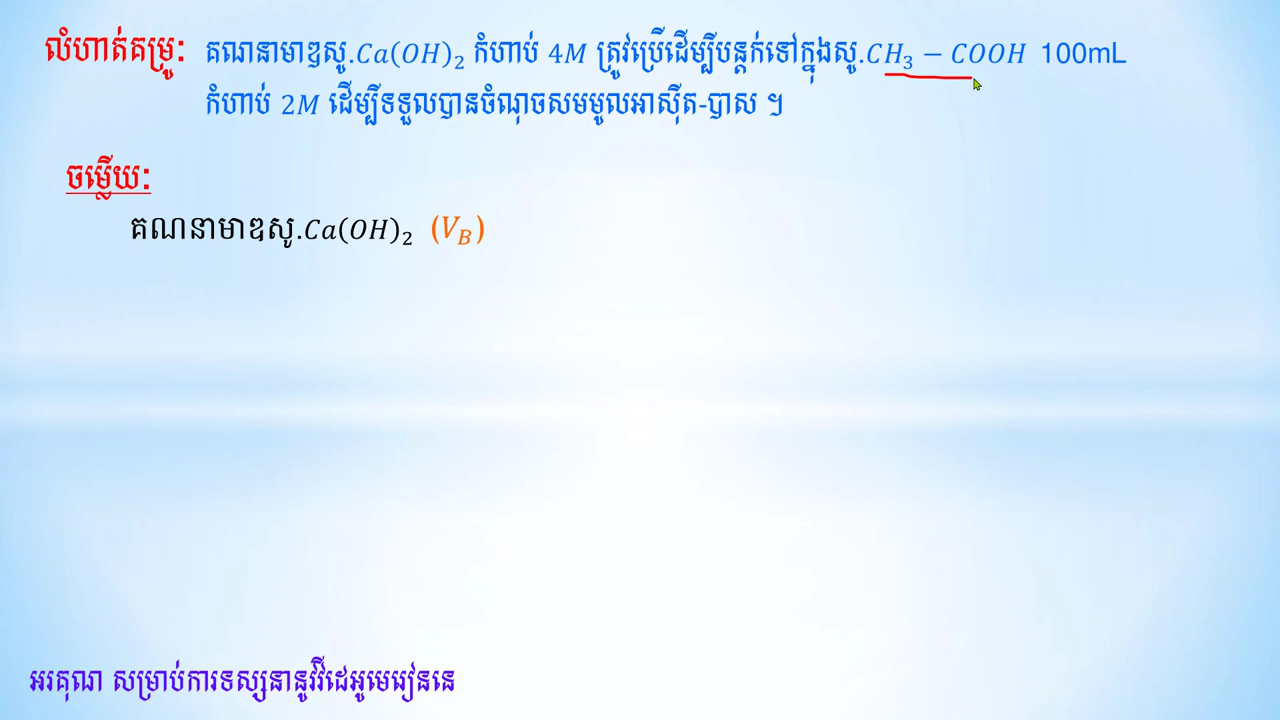 លំហាត់គម្រូ: គណនាមាឌសូ.Ca(OH)₂ កំហាប់ 4M ត្រូវប្រើដើម្បីបន្តក់ទៅក្នុងសូ.CH₃ − COOH 100mL
កំហាប់ 2M ដើម្បីទទួលបានចំណុចសមមូលអាស៊ីត-បាស ។
ចម្លើយ:
គណនាមាឌសូ.Ca(OH)₂ (V_B)
អរគុណ សម្រាប់ការទស្សនានូវវីដេអូមេរៀននេ